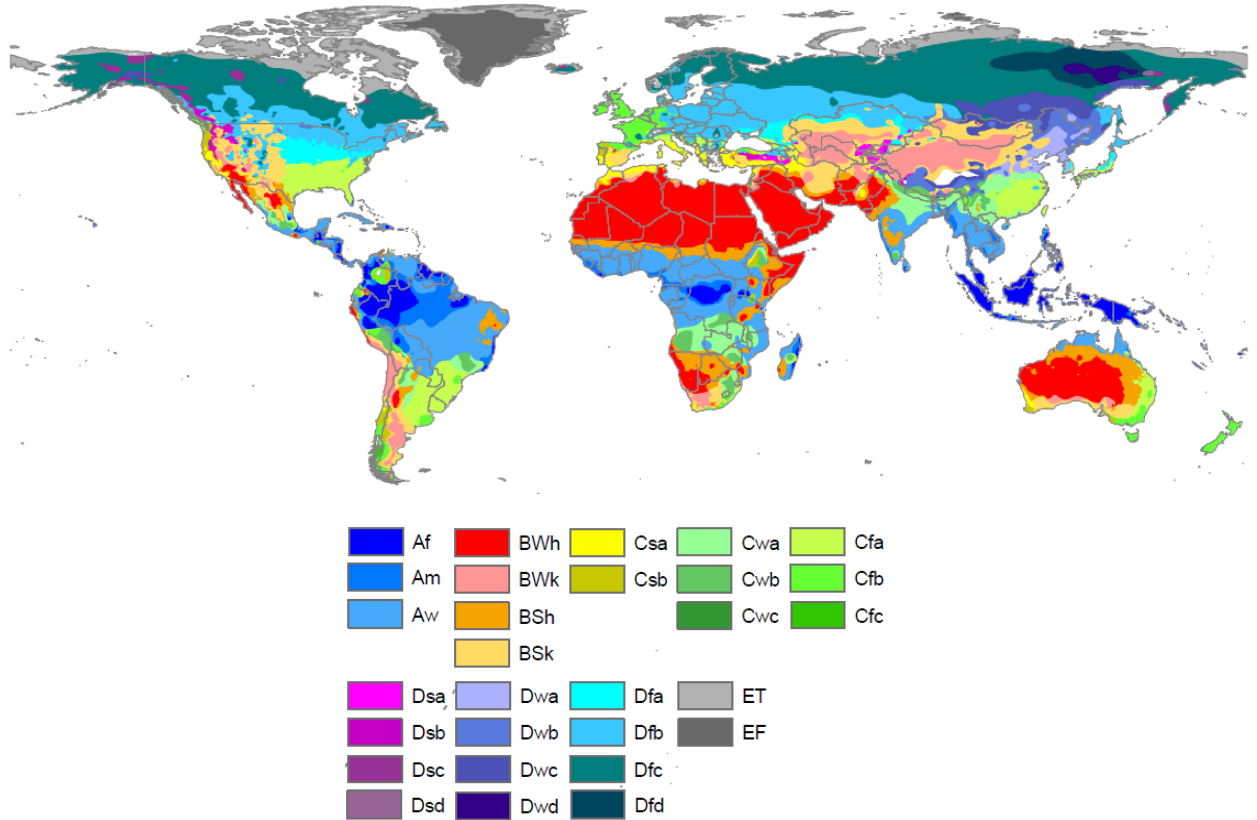 Af BWh Csa Cwa Cfa
Am BWk Csb Cwb Cfb
Aw BSh Cwc Cfc
BSk
Dsa Dwa Dfa ET
Dsb Dwb Dfb EF
Dsc Dwc Dfc
Dsd Dwd Dfd